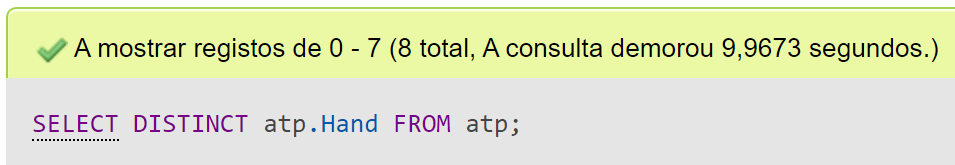 A mostrar registos de 0 - 7 (8 total, A consulta demorou 9,9673 segundos.)
SELECT DISTINCT atp.Hand FROM atp;